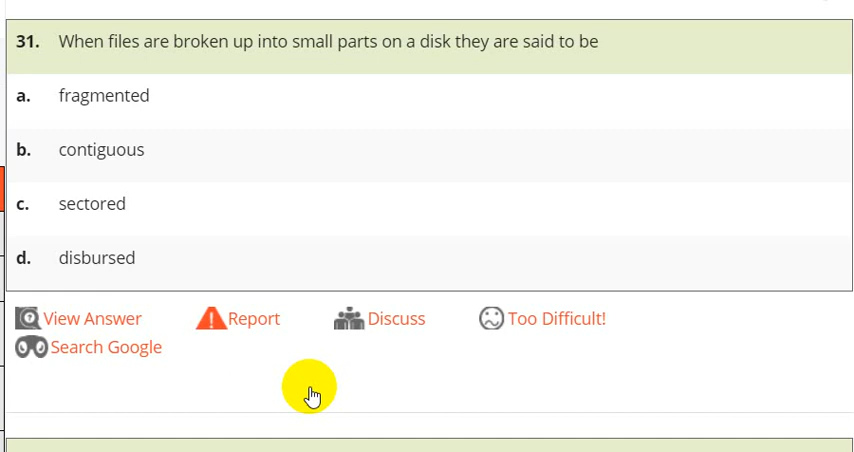 31. When files are broken up into small parts on a disk they are said to be
a. fragmented
b. contiguous
c. sectored
d. disbursed
View Answer Report Discuss Too Difficult!
Search Google